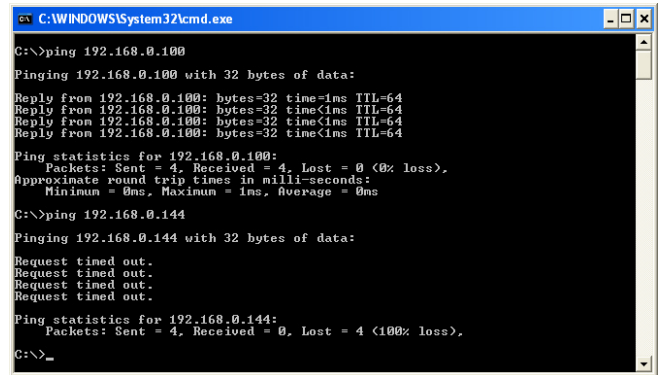 C:\WINDOWS\System32\cmd.exe
C:\>ping 192.168.0.100
Pinging 192.168.0.100 with 32 bytes of data:
Reply from 192.168.0.100: bytes=32 time=1ms TTL=64
Reply from 192.168.0.100: bytes=32 time<1ms TTL=64
Reply from 192.168.0.100: bytes=32 time<1ms TTL=64
Reply from 192.168.0.100: bytes=32 time<1ms TTL=64
Ping statistics for 192.168.0.100:
Packets: Sent = 4, Received = 4, Lost = 0 (0% loss),
Approximate round trip times in milli-seconds:
Minimum = 0ms, Maximum = 1ms, Average = 0ms
C:\>ping 192.168.0.144
Pinging 192.168.0.144 with 32 bytes of data:
Request timed out.
Request timed out.
Request timed out.
Request timed out.
Ping statistics for 192.168.0.144:
Packets: Sent = 4, Received = 0, Lost = 4 (100% loss),
C:\>_